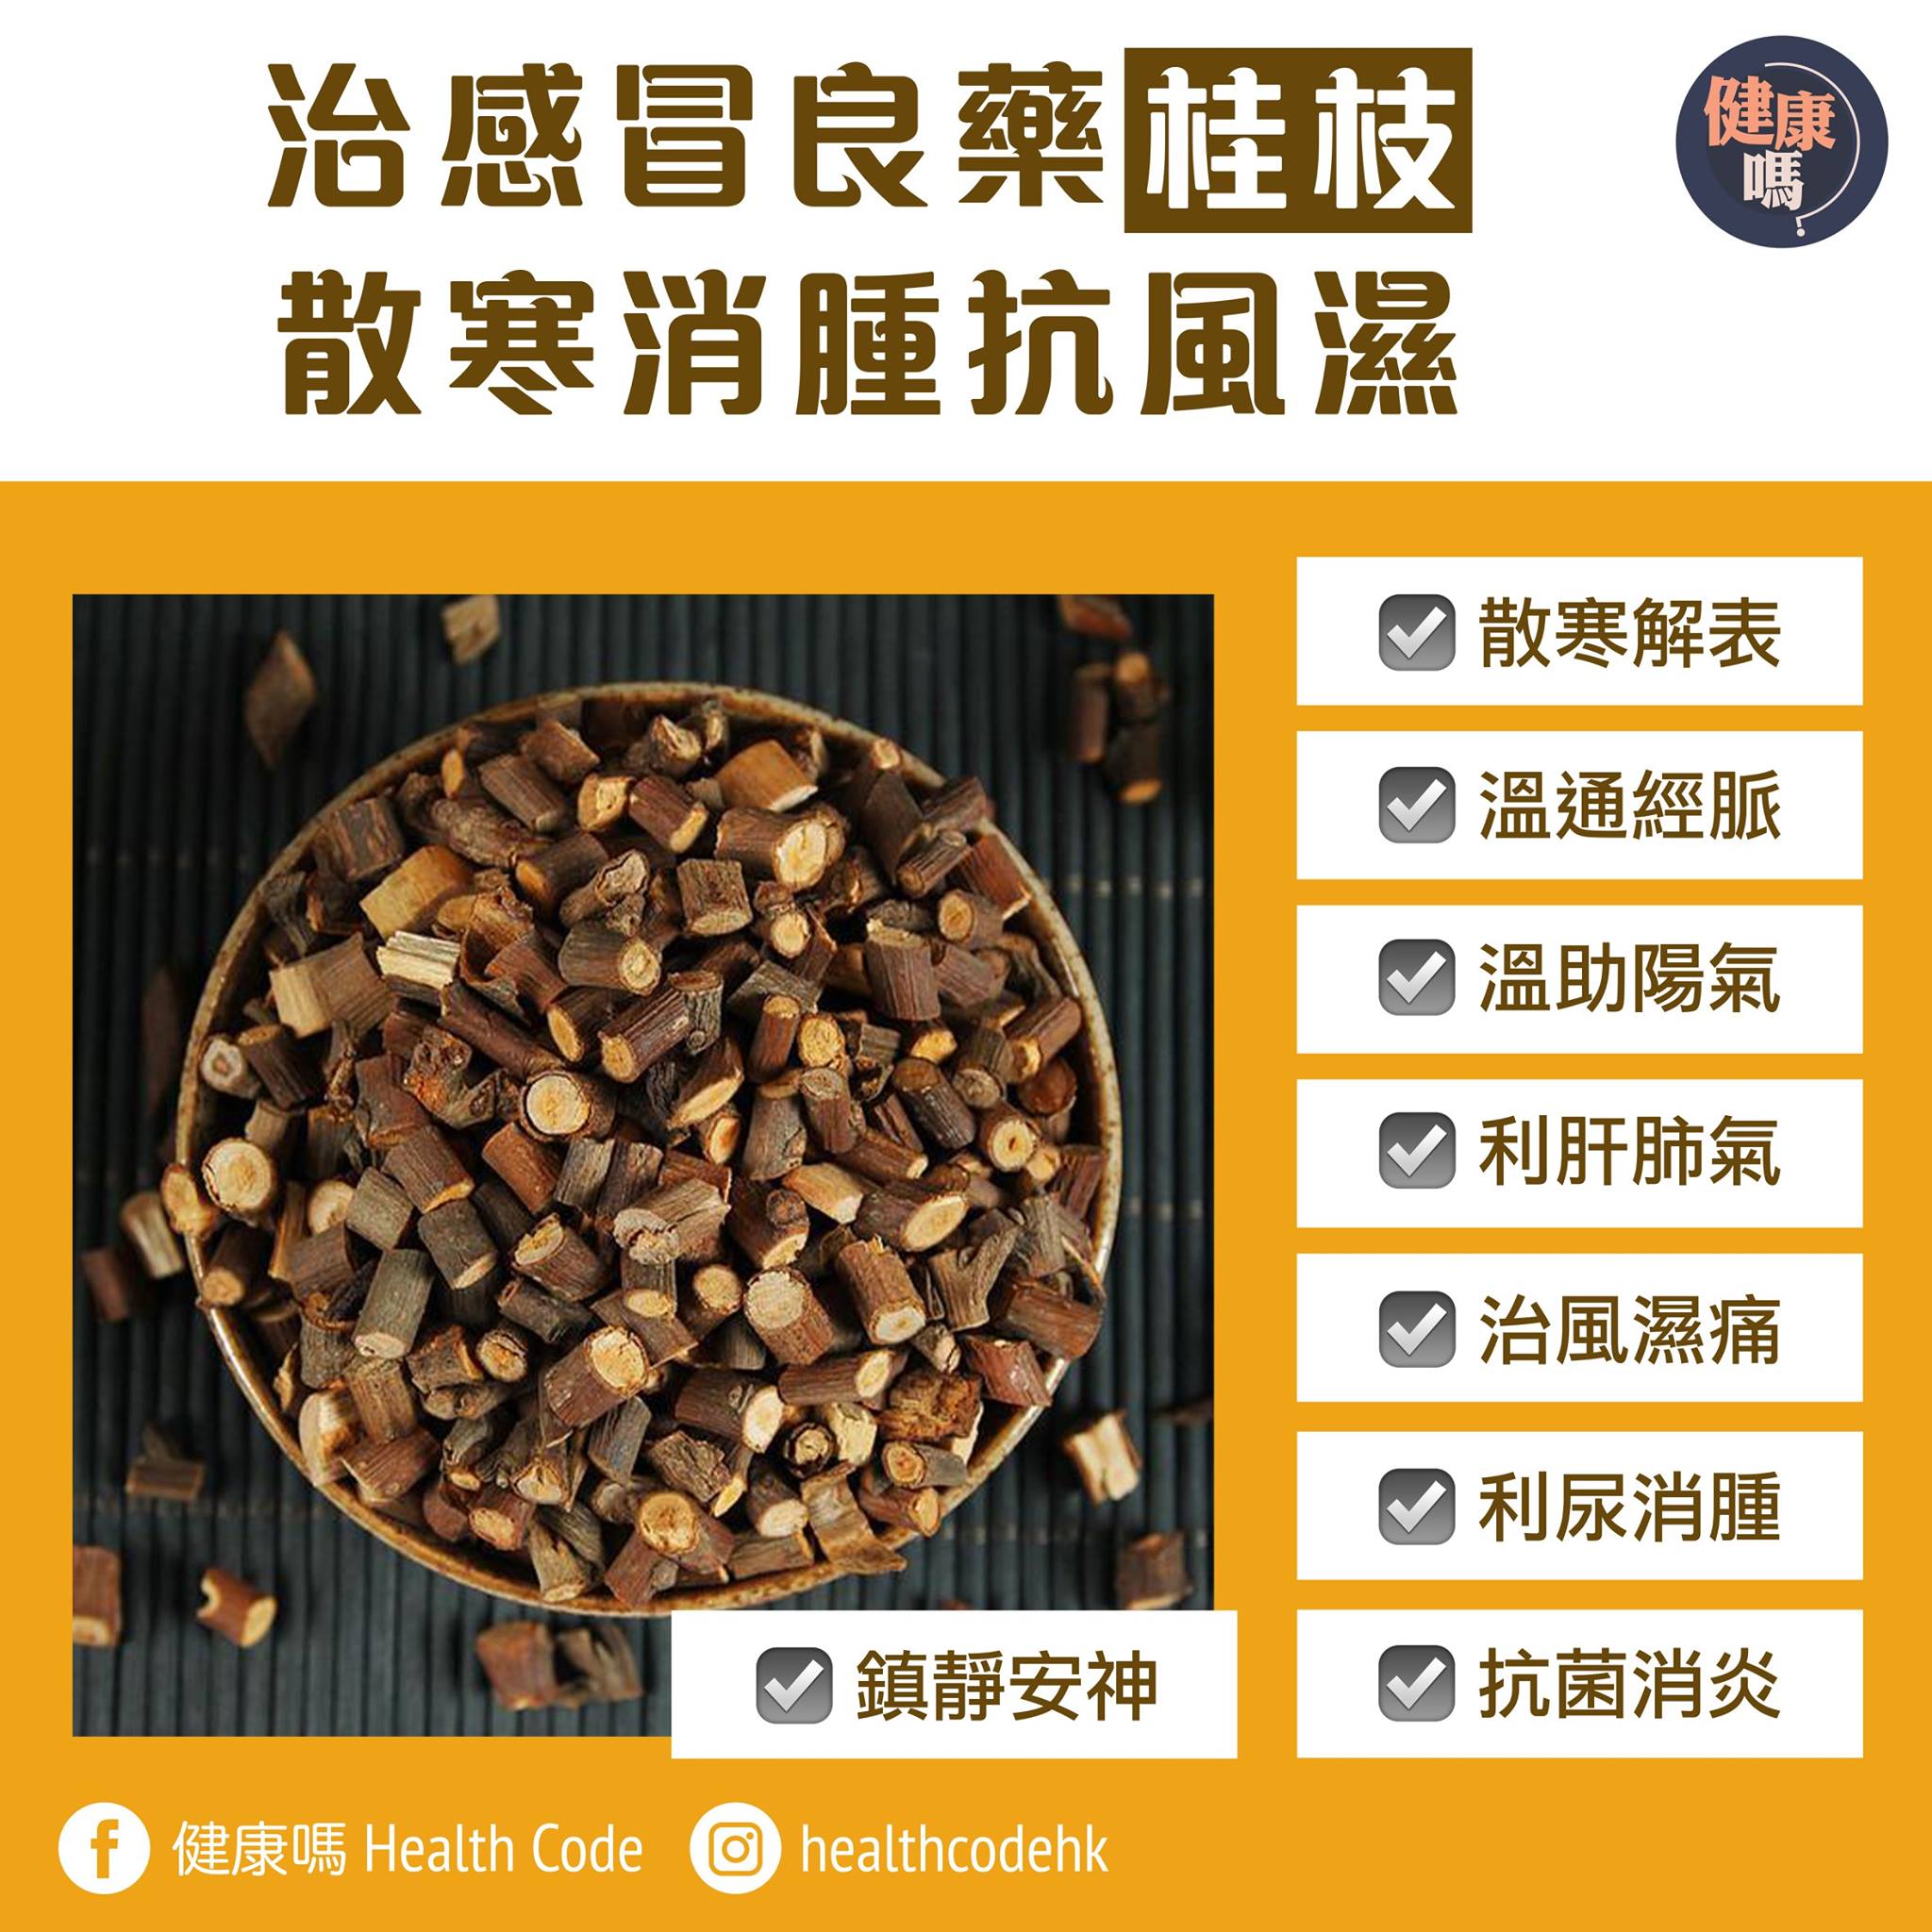 治感冒良藥桂枝
散寒消腫抗風濕
健康
嗎?
散寒解表
溫通經脈
溫助陽氣
利肝肺氣
治風濕痛
利尿消腫
抗菌消炎
鎮靜安神
健康嗎 Health Code
healthcodehk